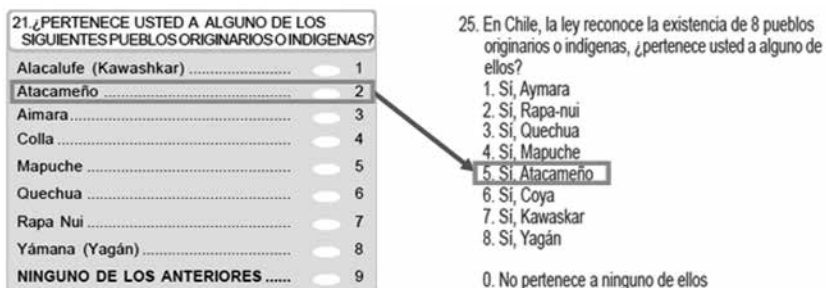 21.¿PERTENECE USTED A ALGUNO DE LOS
SIGUIENTES PUEBLOS ORIGINARIOS O INDIGENAS?
Alacalufe (Kawashkar) ........................ 1
Atacameño ............................................ 2
Aimara .................................................... 3
Colla ........................................................ 4
Mapuche ................................................ 5
Quechua ................................................ 6
Rapa Nui ................................................ 7
Yámana (Yagán) .................................... 8
NINGUNO DE LOS ANTERIORES ...... 9
25. En Chile, la ley reconoce la existencia de 8 pueblos
originarios o indígenas, ¿pertenece usted a alguno de
ellos?
1. Sí, Aymara
2. Sí, Rapa-nui
3. Sí, Quechua
4. Sí, Mapuche
5. Sí, Atacameño
6. Sí, Coya
7. Sí, Kawaskar
8. Sí, Yagán
0. No pertenece a ninguno de ellos